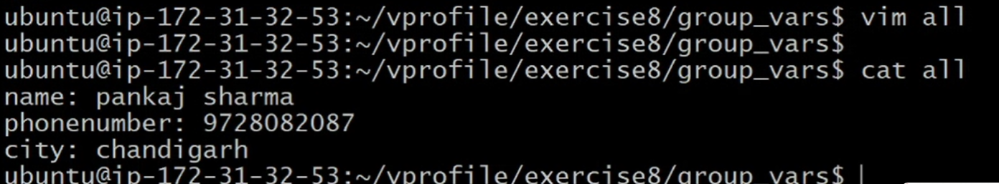 ubuntu@ip-172-31-32-53:~/vprofile/exercise8/group_vars$ vim all
ubuntu@ip-172-31-32-53:~/vprofile/exercise8/group_vars$
ubuntu@ip-172-31-32-53:~/vprofile/exercise8/group_vars$ cat all
name: pankaj sharma
phonenumber: 9728082087
city: chandigarh
ubuntu@ip-172-31-32-53:~/vprofile/exercise8/group_vars$